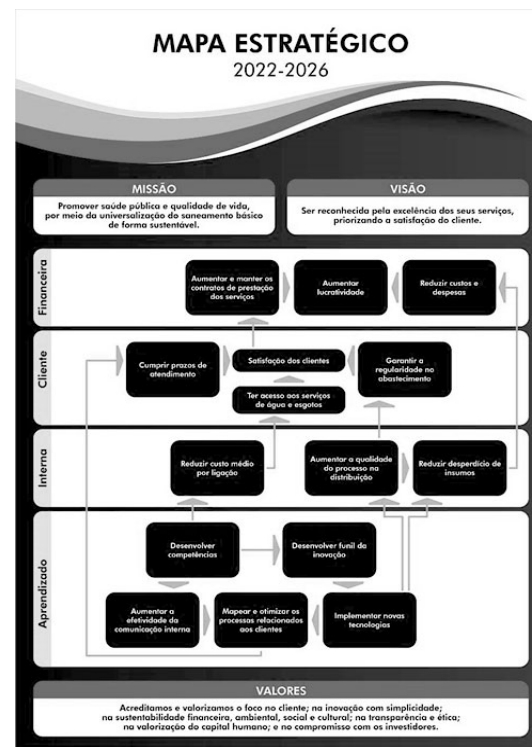 MAPA ESTRATÉGICO
2022-2026
MISSÃO
Promover saúde pública e qualidade de vida,
por meio da universalização do saneamento básico
de forma sustentável.
VISÃO
Ser reconhecida pela excelência dos seus serviços,
priorizando a satisfação do cliente.
Financeira
Aumentar e manter os
contratos de prestação
dos serviços
Aumentar
lucratividade
Reduzir custos e
despesas
Cliente
Cumprir prazos de
atendimento
Satisfação dos clientes
Garantir a
regularidade no
abastecimento
Ter acesso aos serviços
de água e esgotos
Interna
Reduzir custo médio
por ligação
Aumentar a qualidade
do processo na
distribuição
Reduzir desperdício de
insumos
Aprendizado
Desenvolver
competências
Desenvolver funil da
inovação
Aumentar a
efetividade da
comunicação interna
Mapear e otimizar os
processos relacionados
aos clientes
Implementar novas
tecnologias
VALORES
Acreditamos e valorizamos o foco no cliente; na inovação com simplicidade;
na sustentabilidade financeira, ambiental, social e cultural; na transparência e ética;
na valorização do capital humano; e no compromisso com os investidores.